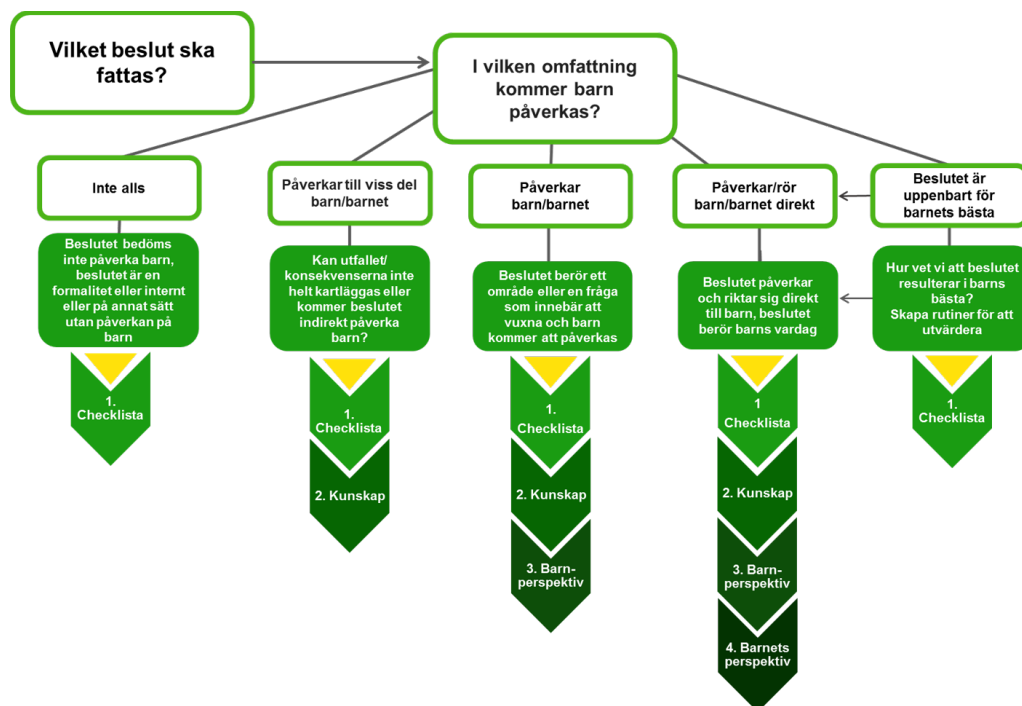 Vilket beslut ska
fattas?
I vilken omfattning
kommer barn
påverkas?
Inte alls
Påverkar till viss del
barn/barnet
Påverkar
barn/barnet
Påverkar/rör
barn/barnet direkt
Beslutet är
uppenbart för
barnets bästa
Beslutet bedöms
inte påverka barn,
beslutet är en
formalitet eller internt
eller på annat sätt
utan påverkan på
barn
Kan utfallet/
konsekvenserna inte
helt kartläggas eller
kommer beslutet
indirekt påverka
barn?
Beslutet berör ett
område eller en fråga
som innebär att
vuxna och barn
kommer att påverkas
Beslutet påverkar
och riktar sig direkt
till barn, beslutet
berör barns vardag
Hur vet vi att beslutet
resulterar i barns
bästa?
Skapa rutiner för att
utvärdera
1.
Checklista
1.
Checklista
2. Kunskap
1.
Checklista
2. Kunskap
3. Barn-
perspektiv
1
Checklista
2. Kunskap
3. Barn-
perspektiv
4. Barnets
perspektiv
1.
Checklista